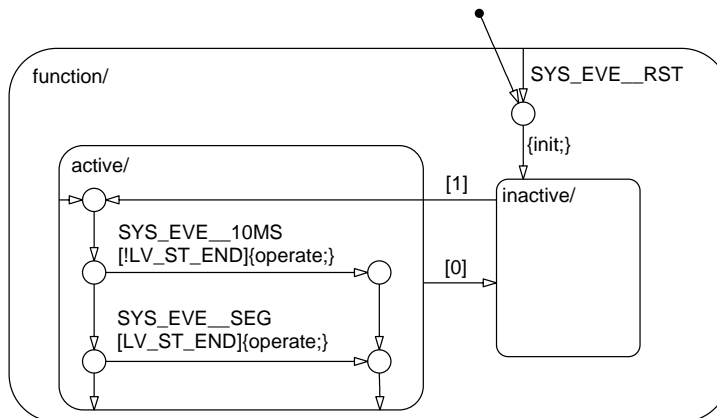 function/
SYS_EVE__RST
{init;}
active/
[1]
inactive/
SYS_EVE__10MS
[!LV_ST_END]{operate;}
[0]
SYS_EVE__SEG
[LV_ST_END]{operate;}